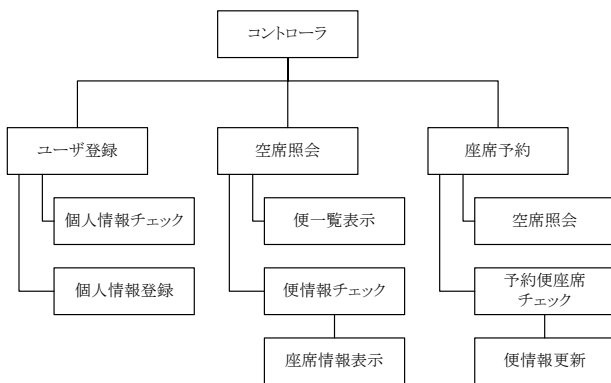 コントローラ
ユーザ登録
空席照会
座席予約
個人情報チェック
便一覧表示
空席照会
個人情報登録
便情報チェック
予約便座席
チェック
座席情報表示
便情報更新